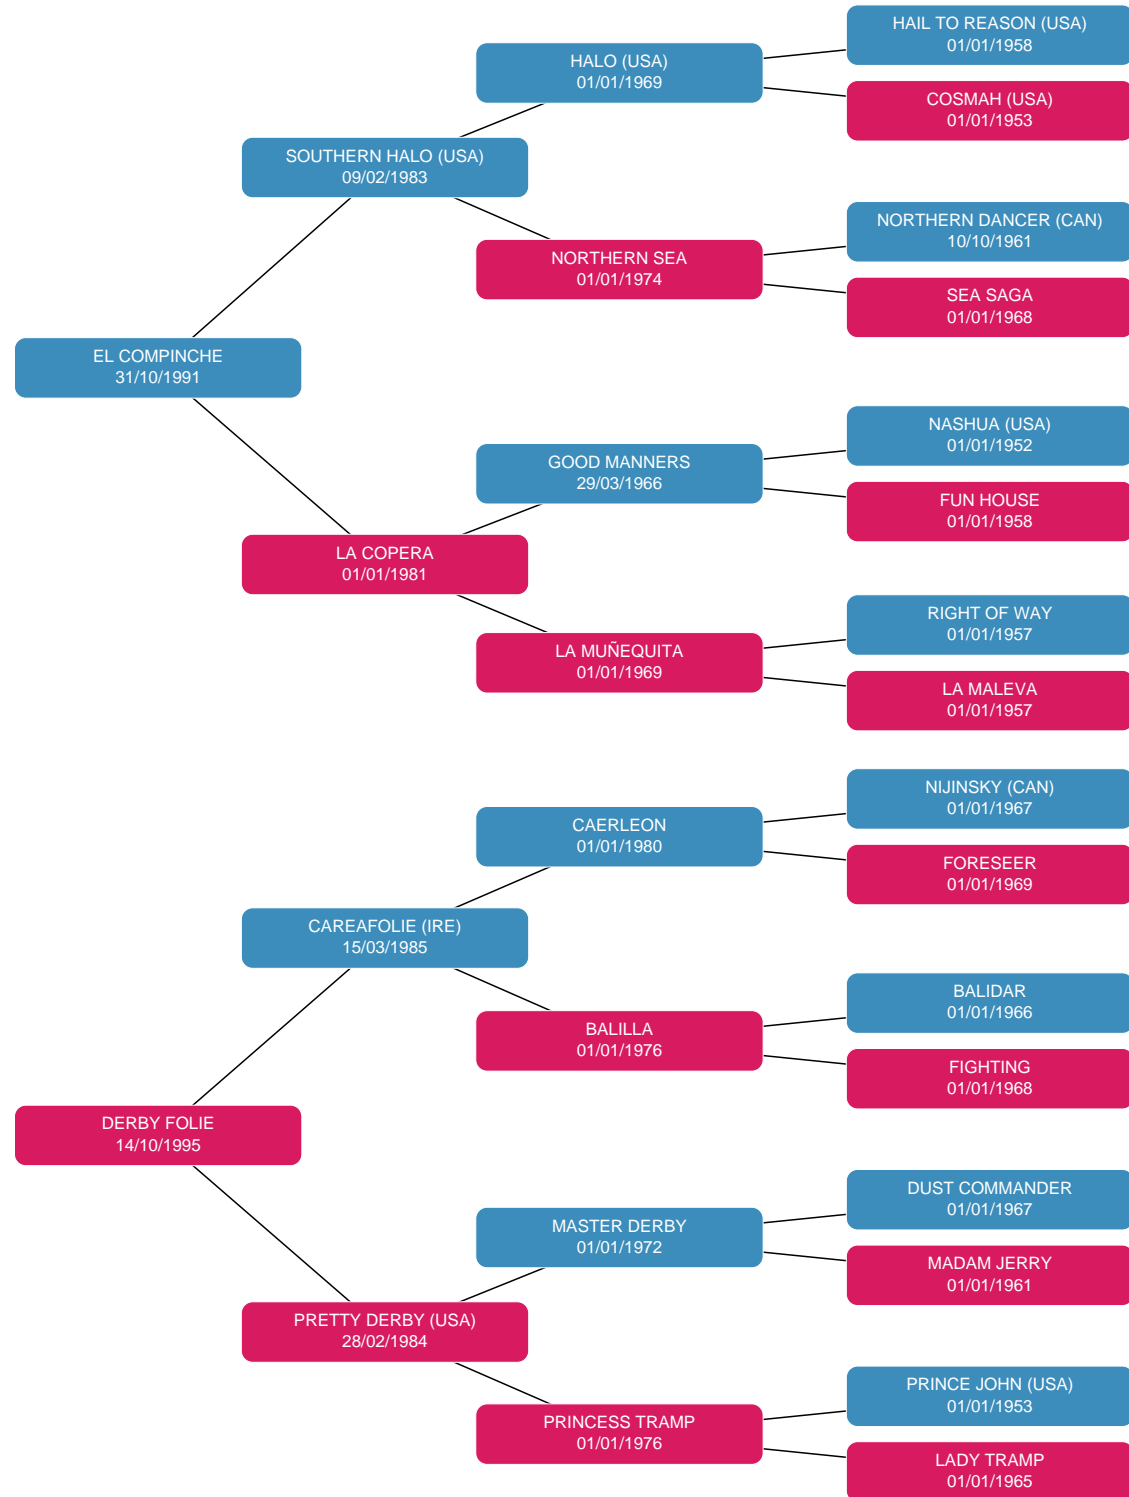 HAIL TO REASON (USA)
01/01/1958
HALO (USA)
01/01/1969
COSMAH (USA)
01/01/1953
SOUTHERN HALO (USA)
09/02/1983
NORTHERN DANCER (CAN)
10/10/1961
NORTHERN SEA
01/01/1974
SEA SAGA
01/01/1968
EL COMPINCHE
31/10/1991
NASHUA (USA)
01/01/1952
GOOD MANNERS
29/03/1966
FUN HOUSE
01/01/1958
LA COPERA
01/01/1981
RIGHT OF WAY
01/01/1957
LA MUÑEQUITA
01/01/1969
LA MALEVA
01/01/1957
NIJINSKY (CAN)
01/01/1967
CAERLEON
01/01/1980
FORESEER
01/01/1969
CAREAFOLIE (IRE)
15/03/1985
BALIDAR
01/01/1966
BALILLA
01/01/1976
FIGHTING
01/01/1968
DERBY FOLIE
14/10/1995
DUST COMMANDER
01/01/1967
MASTER DERBY
01/01/1972
MADAM JERRY
01/01/1961
PRETTY DERBY (USA)
28/02/1984
PRINCE JOHN (USA)
01/01/1953
PRINCESS TRAMP
01/01/1976
LADY TRAMP
01/01/1965